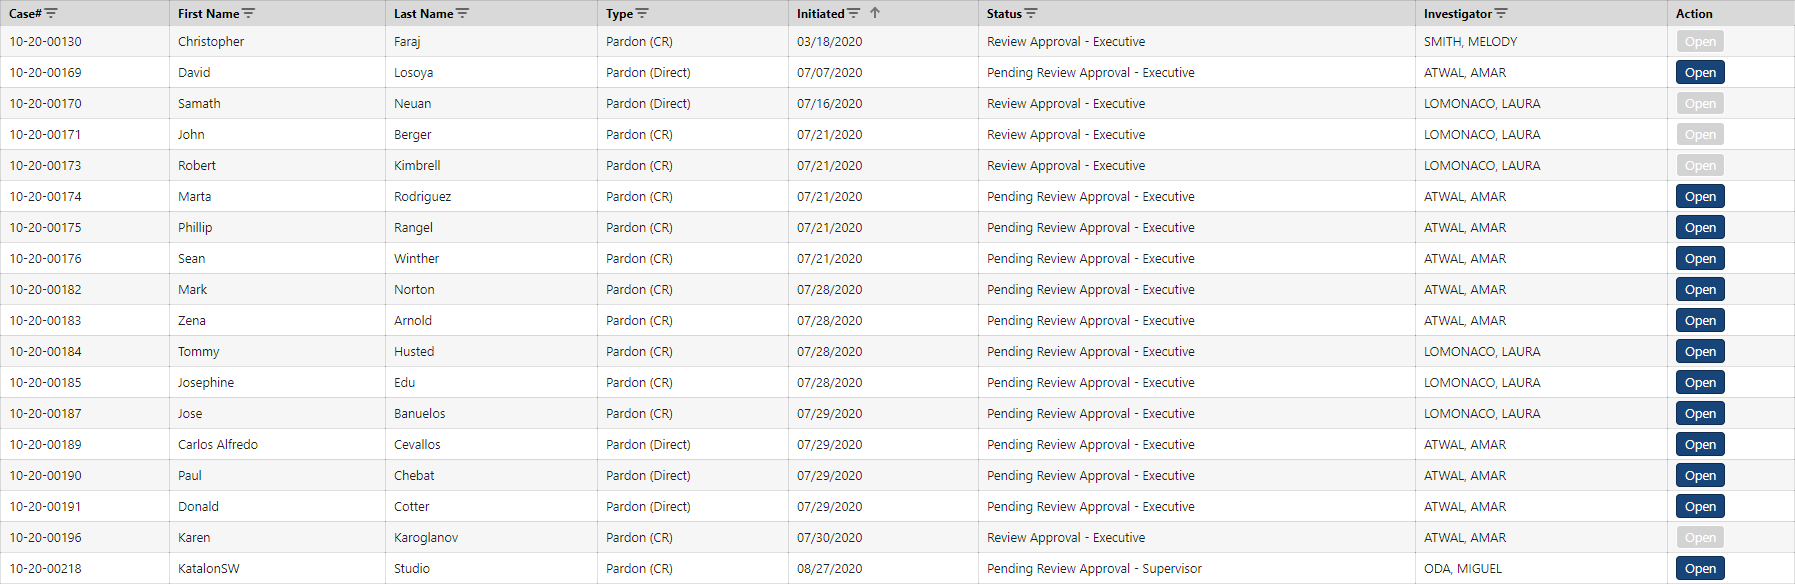 Case# First Name Last Name Type Initiated Status Investigator Action
10-20-00130 Christopher Faraj Pardon (CR) 03/18/2020 Review Approval - Executive SMITH, MELODY Open
10-20-00169 David Losoya Pardon (Direct) 07/07/2020 Pending Review Approval - Executive ATWAL, AMAR Open
10-20-00170 Samath Neuan Pardon (Direct) 07/16/2020 Review Approval - Executive LOMONACO, LAURA Open
10-20-00171 John Berger Pardon (CR) 07/21/2020 Review Approval - Executive LOMONACO, LAURA Open
10-20-00173 Robert Kimbrell Pardon (CR) 07/21/2020 Review Approval - Executive LOMONACO, LAURA Open
10-20-00174 Marta Rodriguez Pardon (CR) 07/21/2020 Pending Review Approval - Executive ATWAL, AMAR Open
10-20-00175 Phillip Rangel Pardon (CR) 07/21/2020 Pending Review Approval - Executive ATWAL, AMAR Open
10-20-00176 Sean Winther Pardon (CR) 07/21/2020 Pending Review Approval - Executive ATWAL, AMAR Open
10-20-00182 Mark Norton Pardon (CR) 07/28/2020 Pending Review Approval - Executive ATWAL, AMAR Open
10-20-00183 Zena Arnold Pardon (CR) 07/28/2020 Pending Review Approval - Executive ATWAL, AMAR Open
10-20-00184 Tommy Husted Pardon (CR) 07/28/2020 Pending Review Approval - Executive LOMONACO, LAURA Open
10-20-00185 Josephine Edu Pardon (CR) 07/28/2020 Pending Review Approval - Executive LOMONACO, LAURA Open
10-20-00187 Jose Banuelos Pardon (CR) 07/29/2020 Pending Review Approval - Executive LOMONACO, LAURA Open
10-20-00189 Carlos Alfredo Cevallos Pardon (Direct) 07/29/2020 Pending Review Approval - Executive ATWAL, AMAR Open
10-20-00190 Paul Chebat Pardon (Direct) 07/29/2020 Pending Review Approval - Executive ATWAL, AMAR Open
10-20-00191 Donald Cotter Pardon (Direct) 07/29/2020 Pending Review Approval - Executive ATWAL, AMAR Open
10-20-00196 Karen Karoglanov Pardon (CR) 07/30/2020 Review Approval - Executive ATWAL, AMAR Open
10-20-00218 KatalonSW Studio Pardon (CR) 08/27/2020 Pending Review Approval - Supervisor ODA, MIGUEL Open